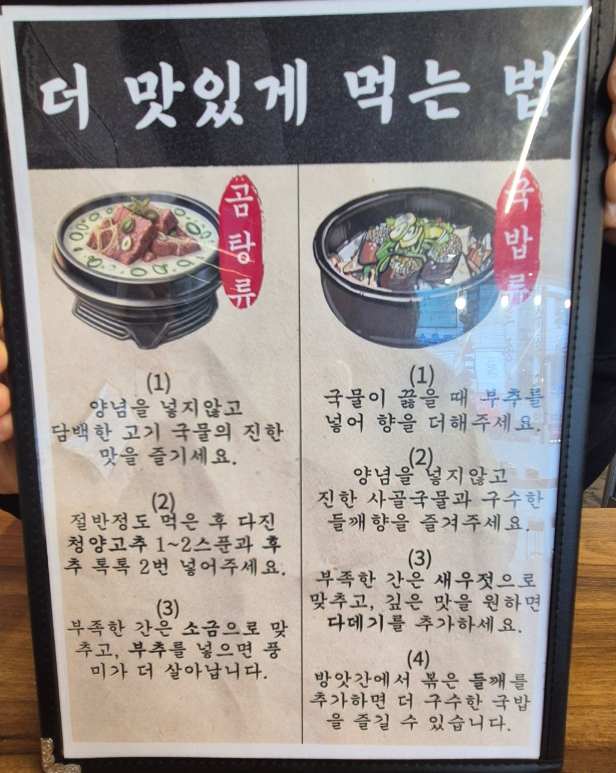 더 맛있게 먹는 법
곰탕류
(1)
양념을 넣지않고
담백한 고기 국물의 진한
맛을 즐기세요.
(2)
절반정도 먹은 후 다진
청양고추 1~2스푼과 후
추 톡톡 2번 넣어주세요.
(3)
부족한 간은 소금으로 맞
추고, 부추를 넣으면 풍
미가 더 살아납니다.
국밥류
(1)
국물이 끓을 때 부추를
넣어 향을 더해주세요.
(2)
양념을 넣지않고
진한 사골국물과 구수한
들깨향을 즐겨주세요.
(3)
부족한 간은 새우젓으로
맞추고, 깊은 맛을 원하면
다데기를 추가하세요.
(4)
방앗간에서 볶은 들깨를
추가하면 더 구수한 국밥
을 즐길 수 있습니다.